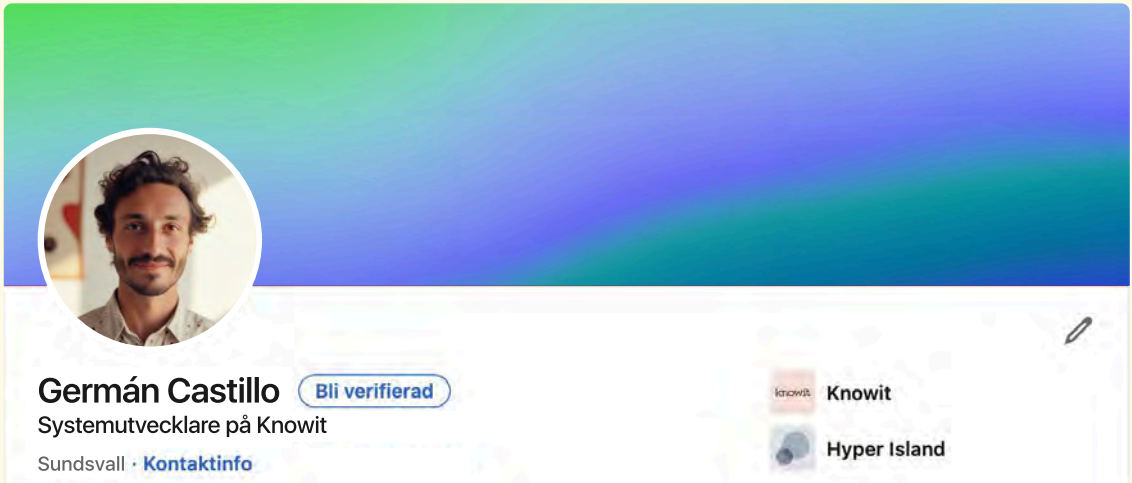 Germán Castillo
Bli verifierad
Systemutvecklare på Knowit
Sundsvall · Kontaktinfo
knowit
Knowit
Hyper Island